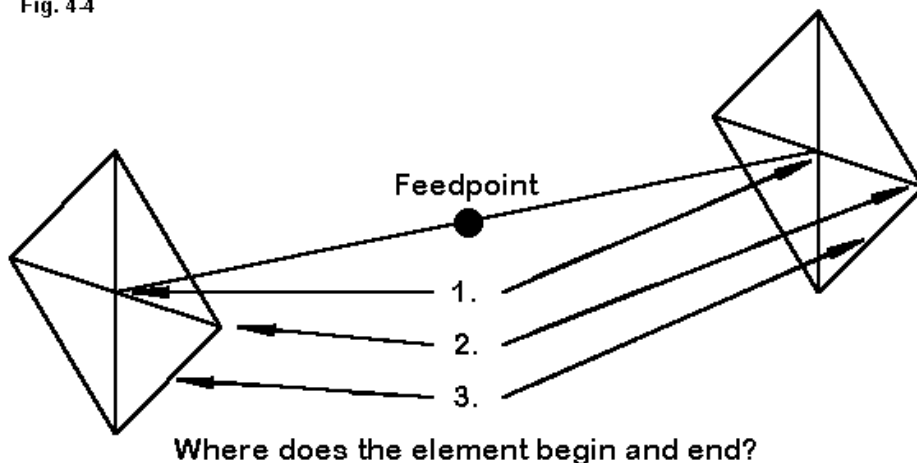 Fig. 4-4
Feedpoint
1.
2.
3.
Where does the element begin and end?